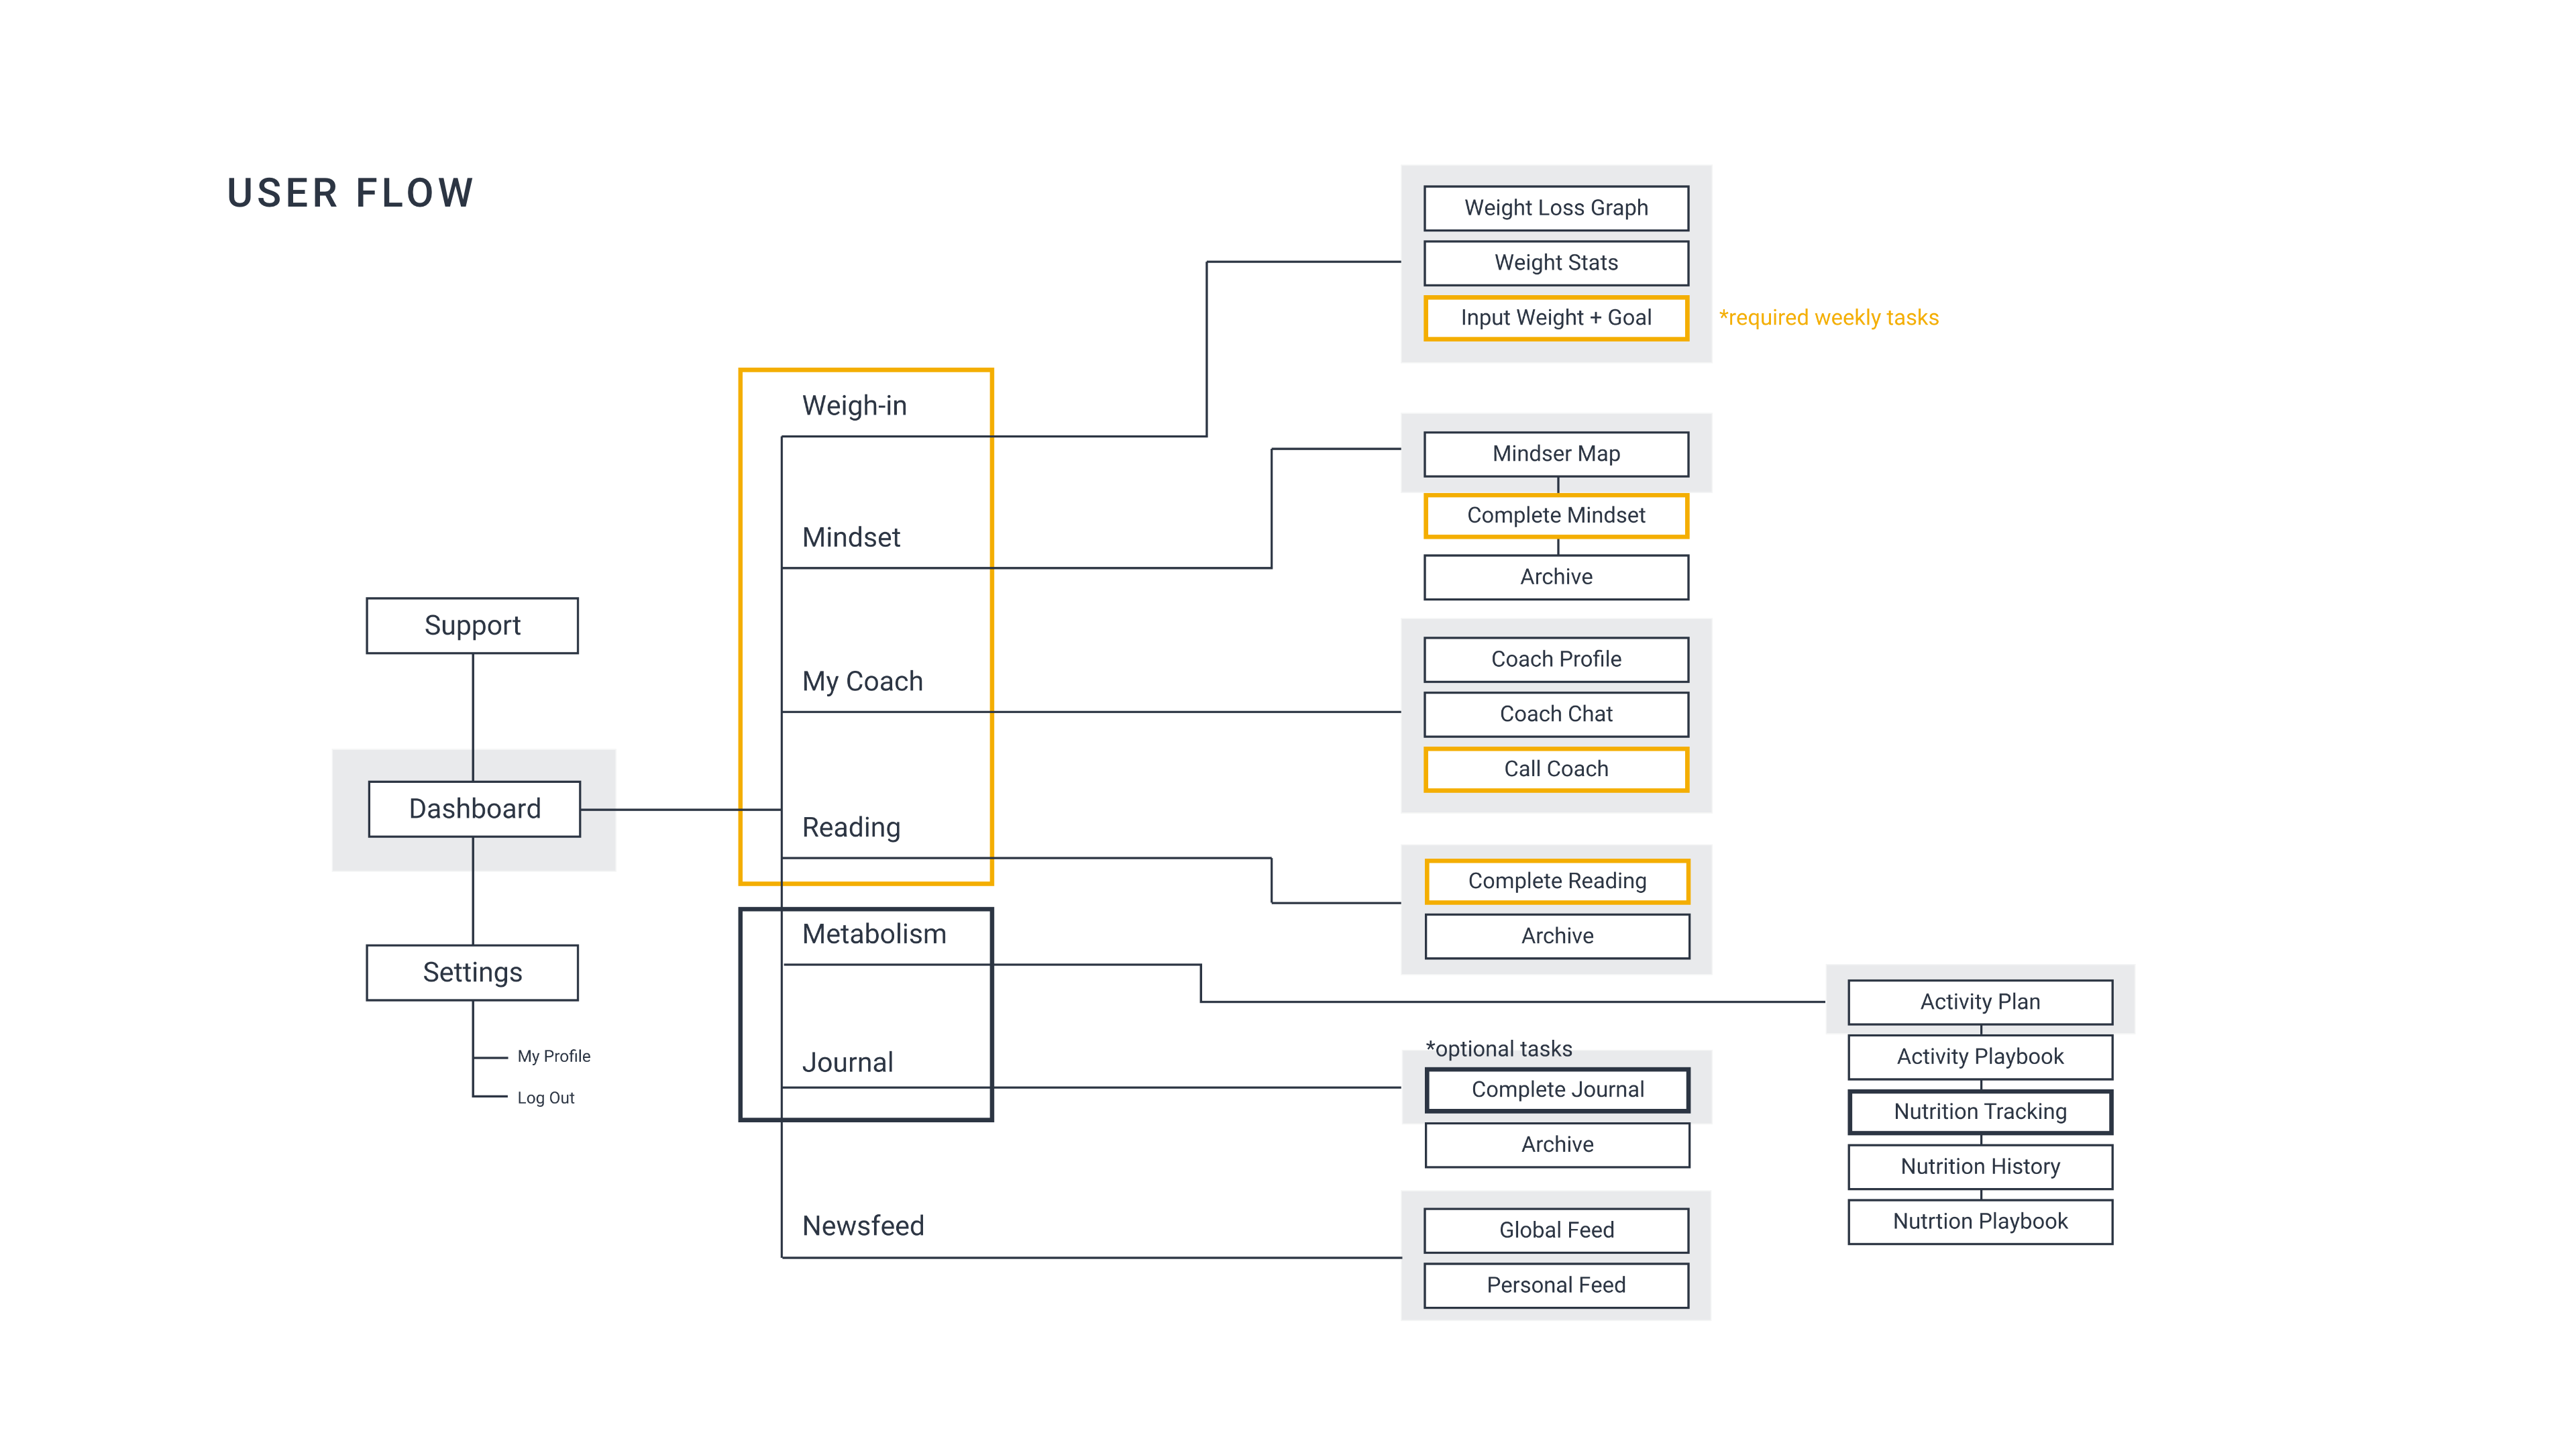 USER FLOW
Support
Dashboard
Settings
My Profile
Log Out
Weigh-in
Mindset
My Coach
Reading
Metabolism
Journal
Newsfeed
Weight Loss Graph
Weight Stats
Input Weight + Goal
*required weekly tasks
Mindser Map
Complete Mindset
Archive
Coach Profile
Coach Chat
Call Coach
Complete Reading
Archive
*optional tasks
Complete Journal
Archive
Global Feed
Personal Feed
Activity Plan
Activity Playbook
Nutrition Tracking
Nutrition History
Nutrtion Playbook